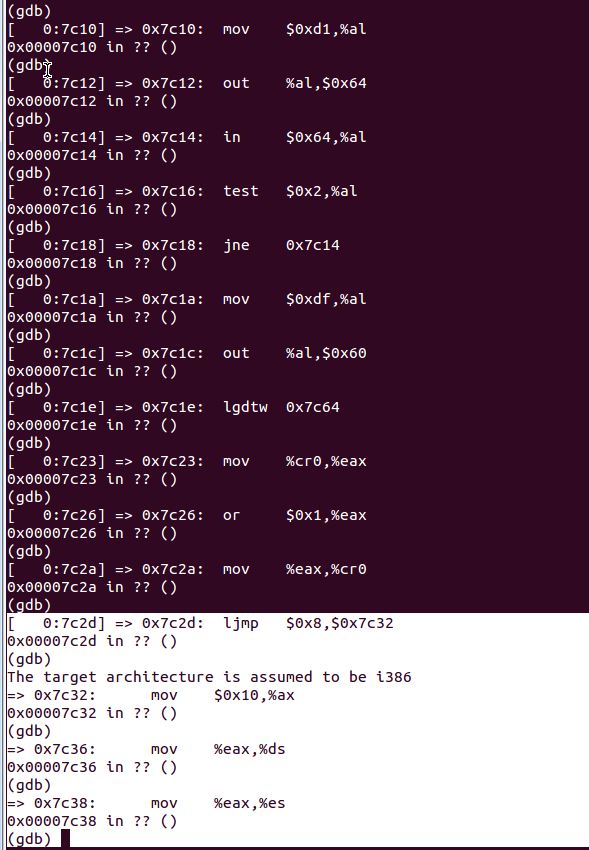 (gdb)
[   0:7c10] => 0x7c10:  mov    $0xd1,%al
0x00007c10 in ?? ()
(gdb)
[   0:7c12] => 0x7c12:  out    %al,$0x64
0x00007c12 in ?? ()
(gdb)
[   0:7c14] => 0x7c14:  in     $0x64,%al
0x00007c14 in ?? ()
(gdb)
[   0:7c16] => 0x7c16:  test   $0x2,%al
0x00007c16 in ?? ()
(gdb)
[   0:7c18] => 0x7c18:  jne    0x7c14
0x00007c18 in ?? ()
(gdb)
[   0:7c1a] => 0x7c1a:  mov    $0xdf,%al
0x00007c1a in ?? ()
(gdb)
[   0:7c1c] => 0x7c1c:  out    %al,$0x60
0x00007c1c in ?? ()
(gdb)
[   0:7c1e] => 0x7c1e:  lgdtw  0x7c64
0x00007c1e in ?? ()
(gdb)
[   0:7c23] => 0x7c23:  mov    %cr0,%eax
0x00007c23 in ?? ()
(gdb)
[   0:7c26] => 0x7c26:  or     $0x1,%eax
0x00007c26 in ?? ()
(gdb)
[   0:7c2a] => 0x7c2a:  mov    %eax,%cr0
0x00007c2a in ?? ()
(gdb)
[   0:7c2d] => 0x7c2d:  ljmp   $0x8,$0x7c32
0x00007c2d in ?? ()
(gdb)
The target architecture is assumed to be i386
=> 0x7c32:      mov    $0x10,%ax
0x00007c32 in ?? ()
(gdb)
=> 0x7c36:      mov    %eax,%ds
0x00007c36 in ?? ()
(gdb)
=> 0x7c38:      mov    %eax,%es
0x00007c38 in ?? ()
(gdb)